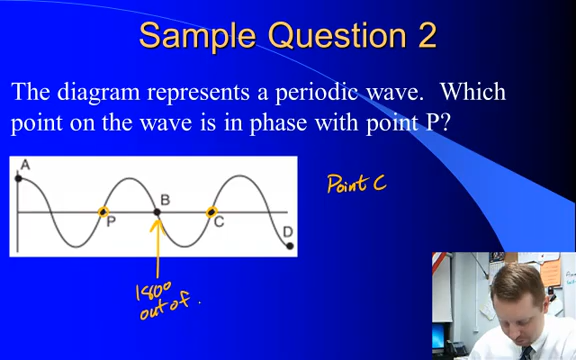 Sample Question 2
The diagram represents a periodic wave. Which
point on the wave is in phase with point P?
A
Point C
B
P
C
D
1800
out of .